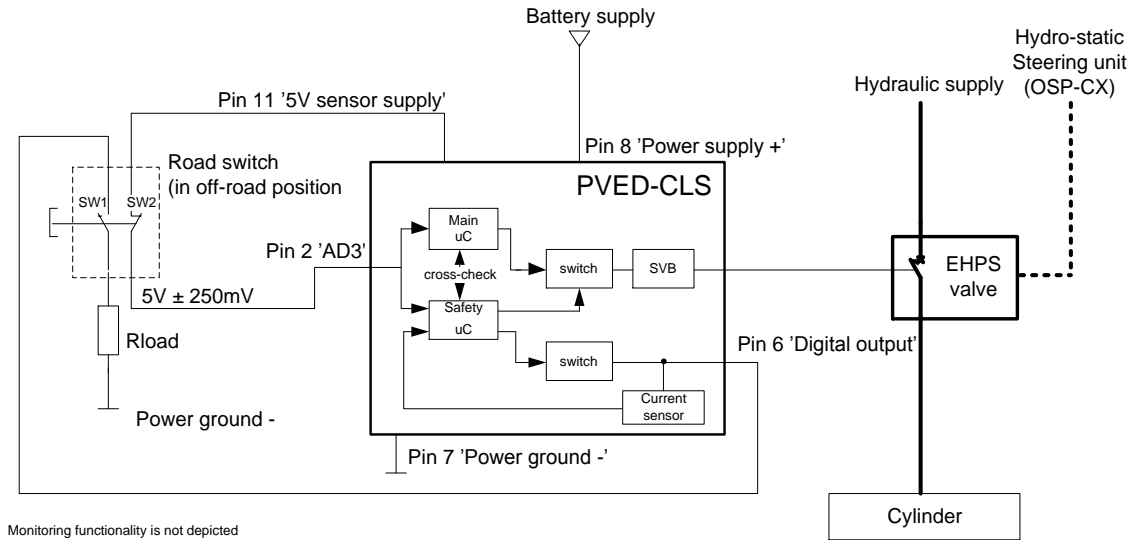 Battery supply
Hydro-static
Steering unit
(OSP-CX)
Hydraulic supply
Pin 11 '5V sensor supply'
Pin 8 'Power supply +'
Road switch
(in off-road position
SW1
SW2
PVED-CLS
Main
uC
Pin 2 'AD3'
switch
SVB
EHPS
valve
cross-check
5V ± 250mV
Safety
uC
Rload
switch
Pin 6 'Digital output'
Current
sensor
Power ground -
Pin 7 'Power ground -'
Cylinder
Monitoring functionality is not depicted